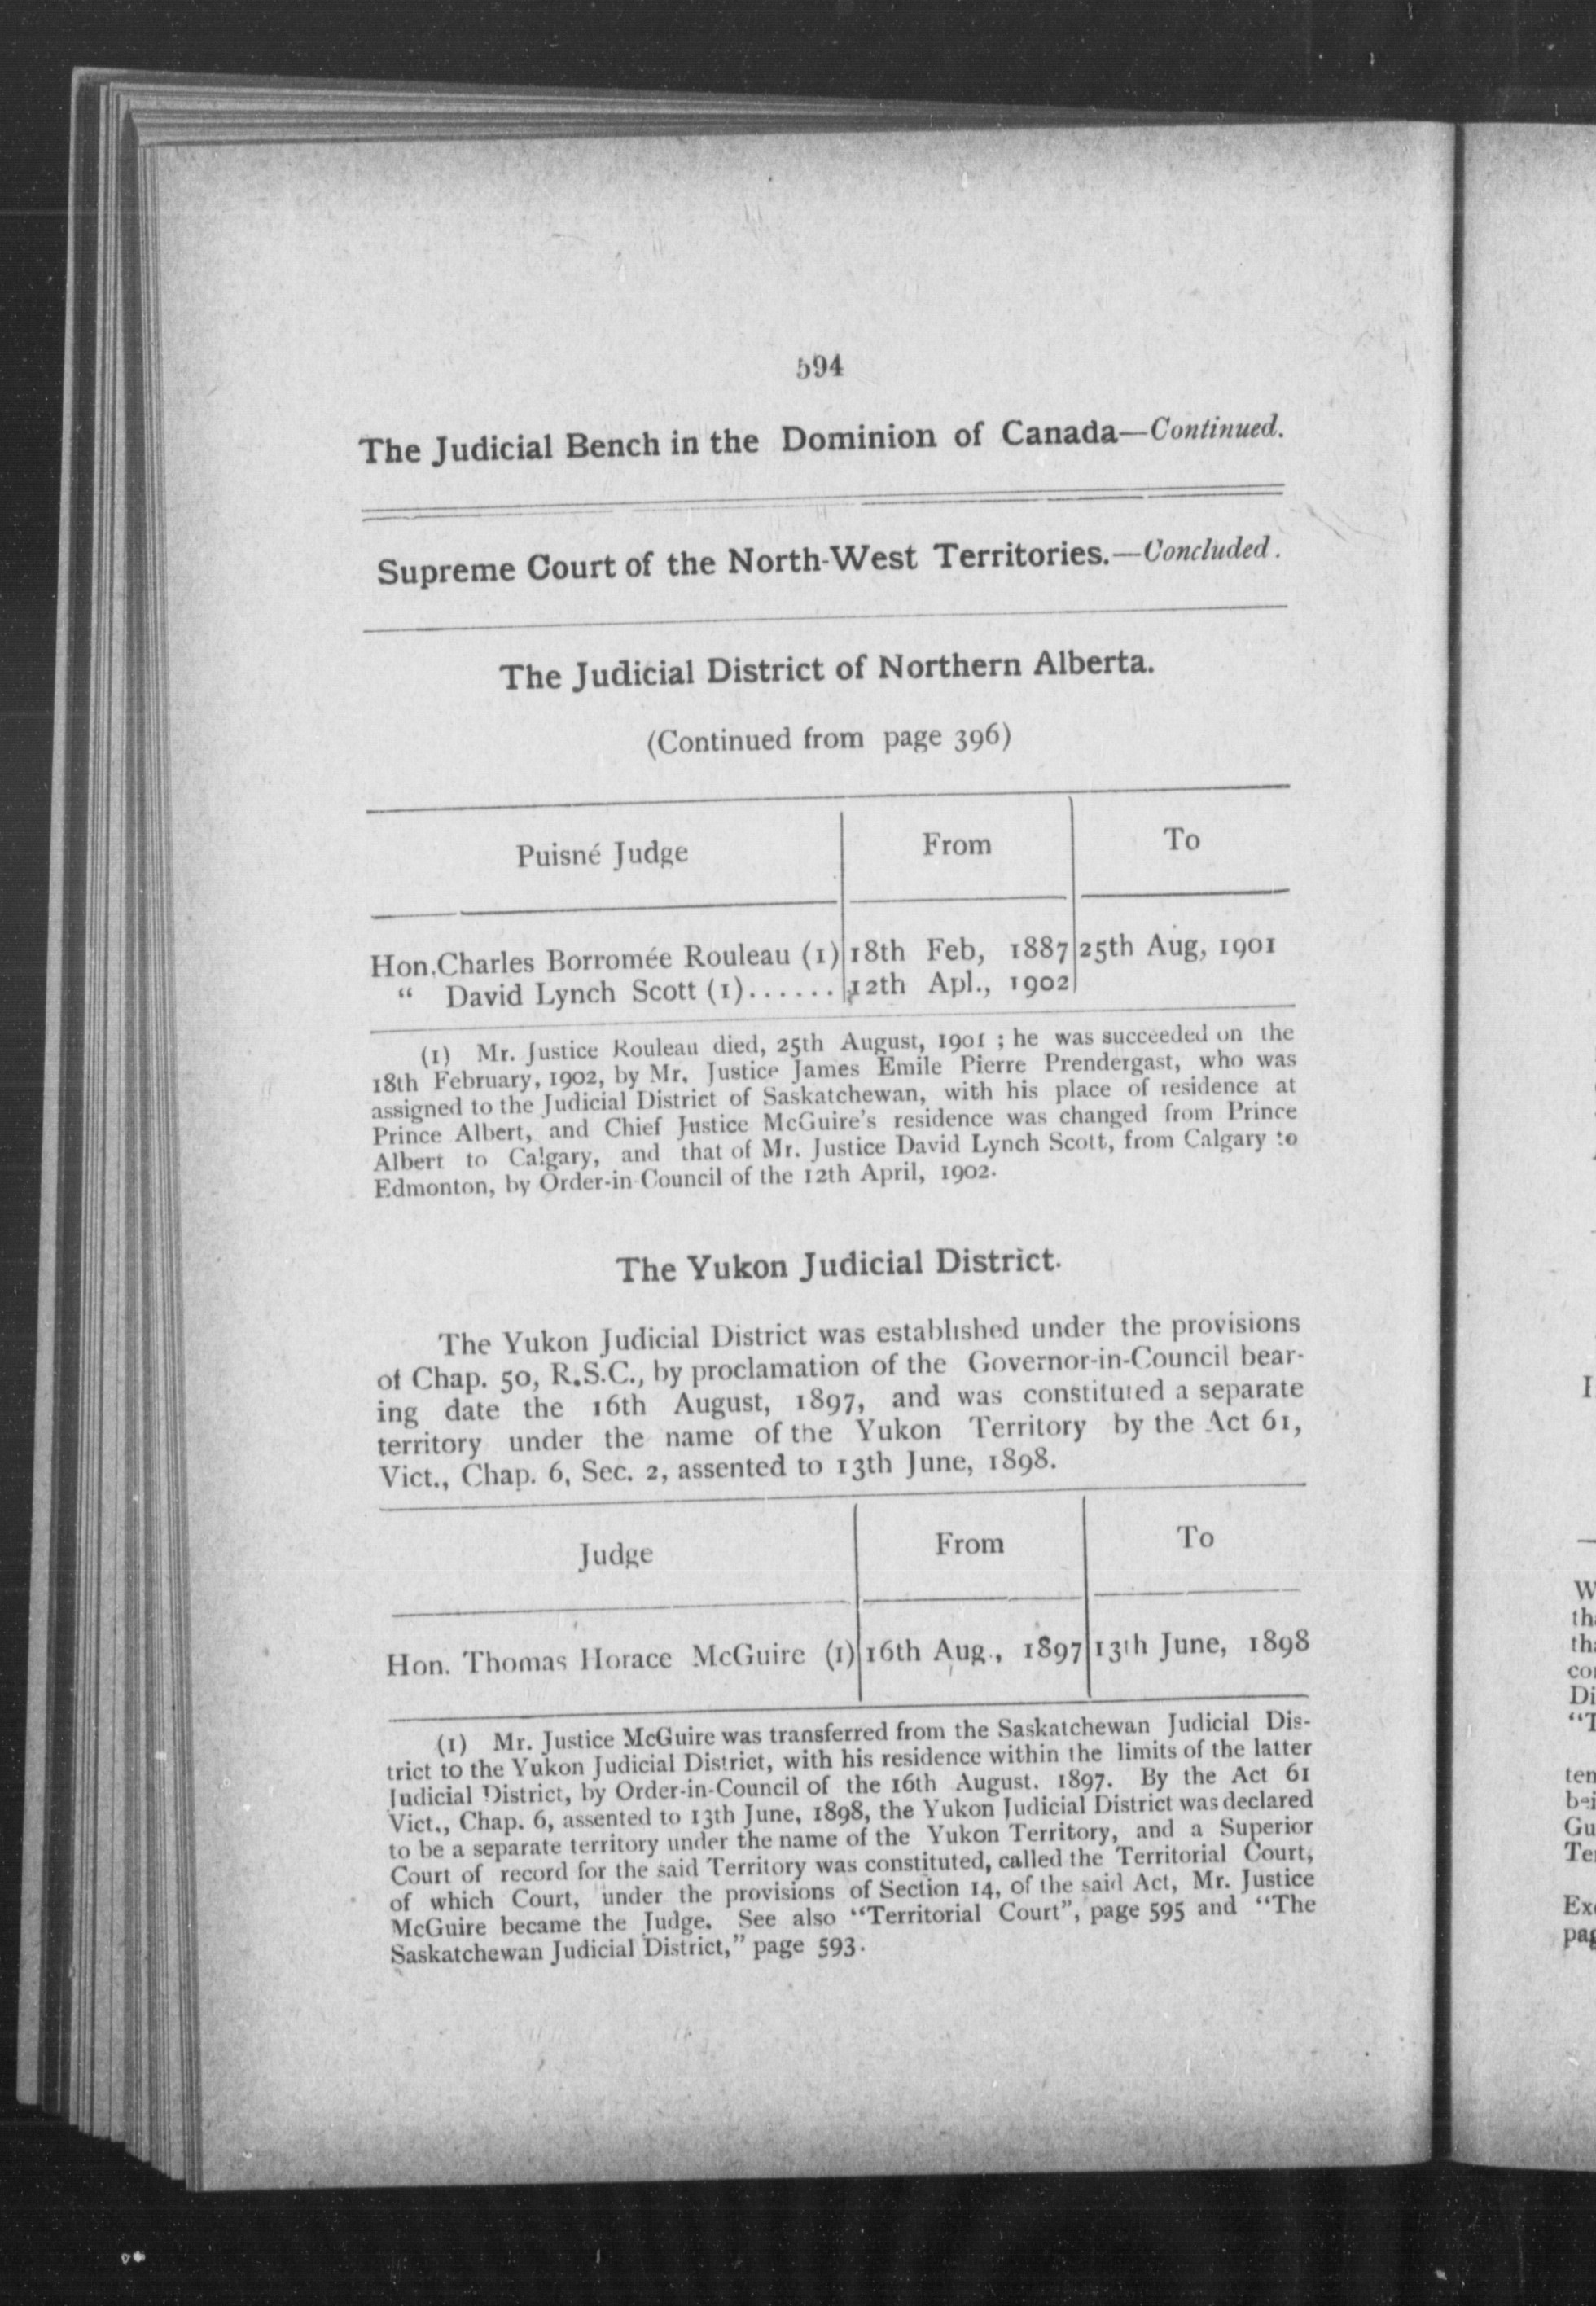 594
The Judicial Bench in the Dominion of Canada—Continued.
Supreme Court of the North-West Territories.—Concluded.
The Judicial District of Northern Alberta.
(Continued from page 396)
Puisné Judge From To
Hon. Charles Borromée Rouleau (1) 18th Feb, 1887 25th Aug, 1901
“ David Lynch Scott (1)...... 12th Apl., 1902
(1) Mr. Justice Rouleau died, 25th August, 1901 ; he was succeeded on the
18th February, 1902, by Mr. Justice James Emile Pierre Prendergast, who was
assigned to the Judicial District of Saskatchewan, with his place of residence at
Prince Albert, and Chief Justice McGuire's residence was changed from Prince
Albert to Calgary, and that of Mr. Justice David Lynch Scott, from Calgary to
Edmonton, by Order-in-Council of the 12th April, 1902.
The Yukon Judicial District.
The Yukon Judicial District was established under the provisions
of Chap. 50, R.S.C., by proclamation of the Governor-in-Council bear-
ing date the 16th August, 1897, and was constituted a separate
territory under the name of the Yukon Territory by the Act 61,
Vict., Chap. 6, Sec. 2, assented to 13th June, 1898.
Judge From To
Hon. Thomas Horace McGuire (1) 16th Aug., 1897 13th June, 1898
(1) Mr. Justice McGuire was transferred from the Saskatchewan Judicial Dis-
trict to the Yukon Judicial District, with his residence within the limits of the latter
Judicial District, by Order-in-Council of the 16th August. 1897. By the Act 61
Vict., Chap. 6, assented to 13th June, 1898, the Yukon Judicial District was declared
to be a separate territory under the name of the Yukon Territory, and a Superior
Court of record for the said Territory was constituted, called the Territorial Court,
of which Court, under the provisions of Section 14, of the said Act, Mr. Justice
McGuire became the Judge. See also “Territorial Court”, page 595 and “The
Saskatchewan Judicial District,” page 593.